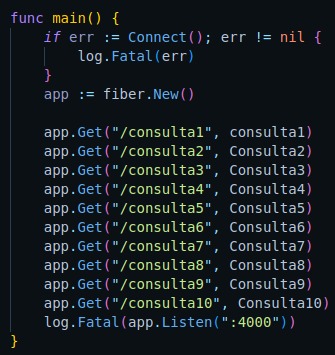 func main() {
    if err := Connect(); err != nil {
        log.Fatal(err)
    }
    app := fiber.New()

    app.Get("/consulta1", consulta1)
    app.Get("/consulta2", Consulta2)
    app.Get("/consulta3", Consulta3)
    app.Get("/consulta4", Consulta4)
    app.Get("/consulta5", Consulta5)
    app.Get("/consulta6", Consulta6)
    app.Get("/consulta7", Consulta7)
    app.Get("/consulta8", Consulta8)
    app.Get("/consulta9", Consulta9)
    app.Get("/consulta10", Consulta10)
    log.Fatal(app.Listen(":4000"))
}